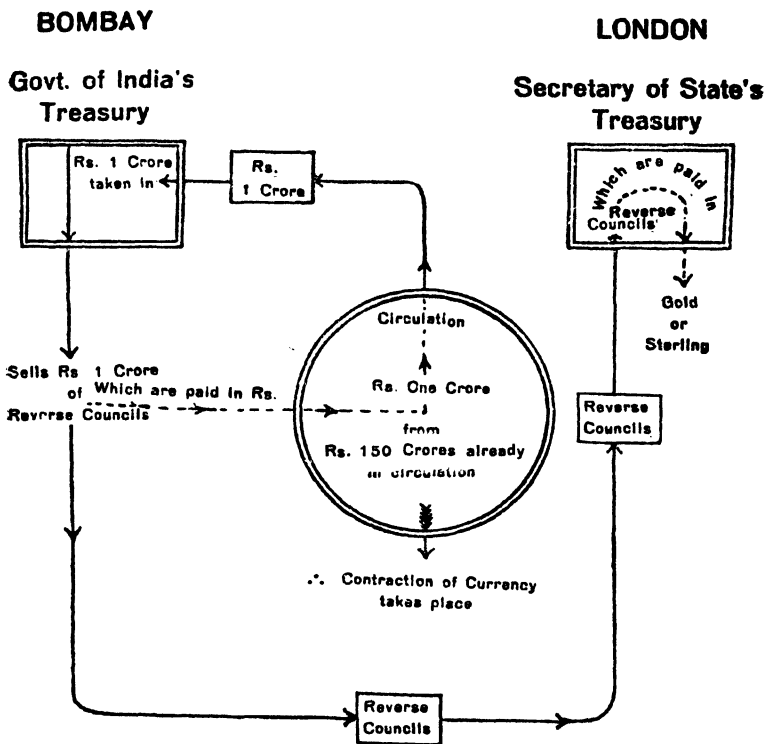 BOMBAY
Govt. of India's
Treasury
Rs. 1 Crore
taken in
Rs.
1 Crore
Sells Rs 1 Crore
of Which are paid in Rs.
Reverse Councils
Circulation
Rs. One Crore
from
Rs. 150 Crores already
in circulation
∴ Contraction of Currency
takes place
Reverse
Councils
LONDON
Secretary of State's
Treasury
Which are paid in
Reverse
Councils
Gold
or
Sterling
Reverse
Councils